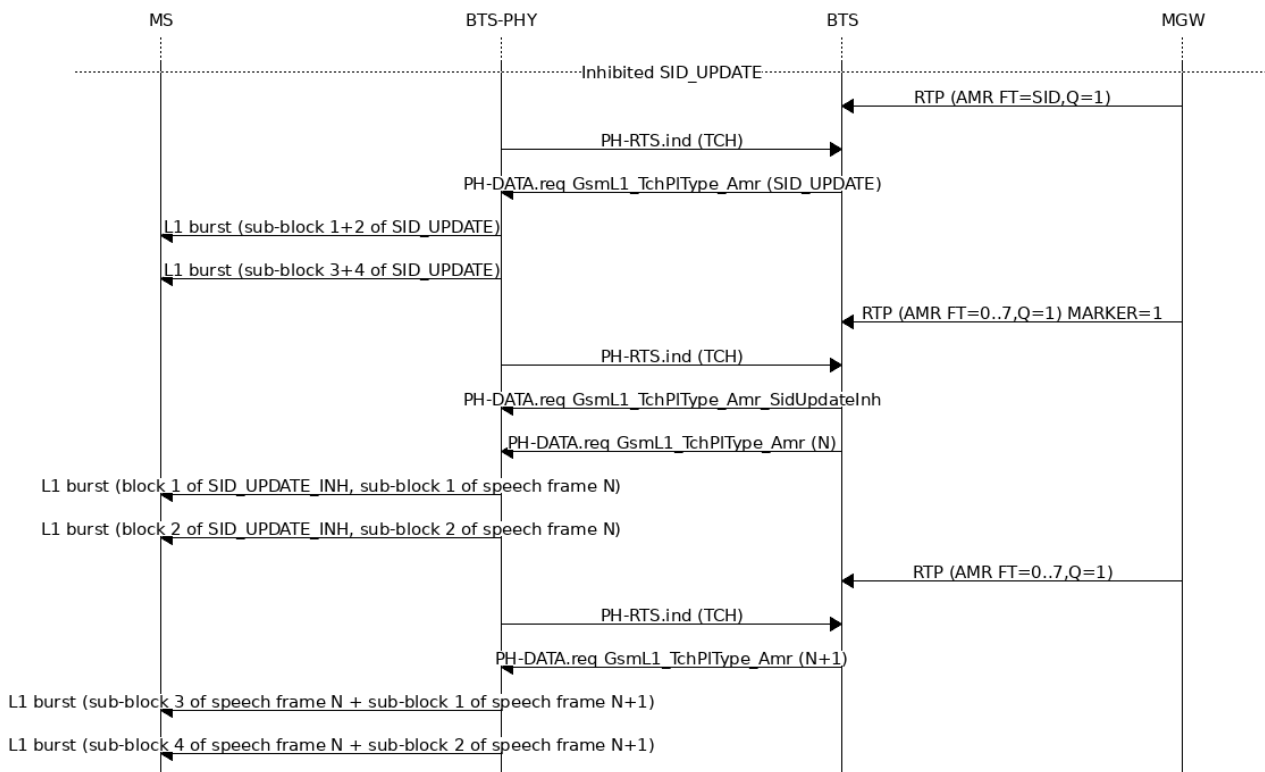 MS BTS-PHY BTS MGW
Inhibited SID_UPDATE
RTP (AMR FT=SID,Q=1)
PH-RTS.ind (TCH)
PH-DATA.req GsmL1_TchPlType_Amr (SID_UPDATE)
L1 burst (sub-block 1+2 of SID_UPDATE)
L1 burst (sub-block 3+4 of SID_UPDATE)
RTP (AMR FT=0..7,Q=1) MARKER=1
PH-RTS.ind (TCH)
PH-DATA.req GsmL1_TchPlType_Amr_SidUpdateInh
PH-DATA.req GsmL1_TchPlType_Amr (N)
L1 burst (block 1 of SID_UPDATE_INH, sub-block 1 of speech frame N)
L1 burst (block 2 of SID_UPDATE_INH, sub-block 2 of speech frame N)
RTP (AMR FT=0..7,Q=1)
PH-RTS.ind (TCH)
PH-DATA.req GsmL1_TchPlType_Amr (N+1)
L1 burst (sub-block 3 of speech frame N + sub-block 1 of speech frame N+1)
L1 burst (sub-block 4 of speech frame N + sub-block 2 of speech frame N+1)